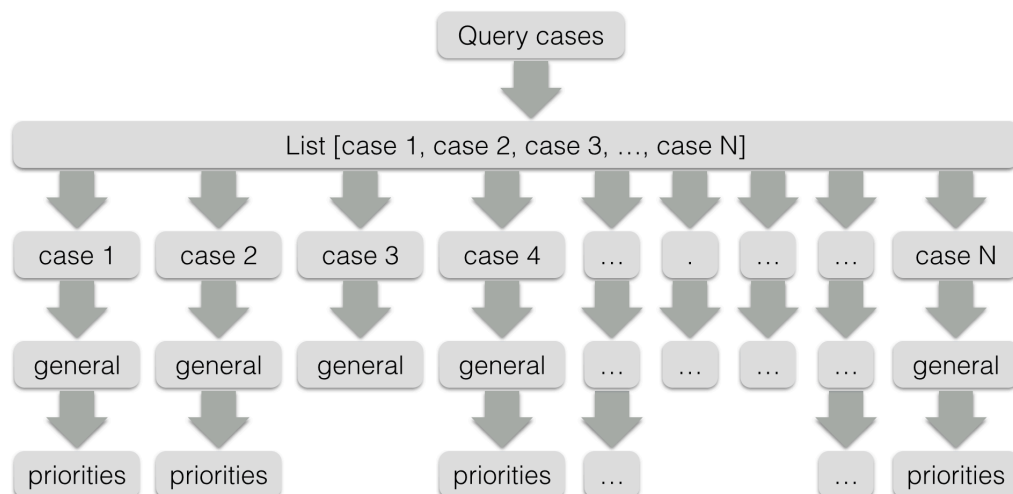 Query cases
List [case 1, case 2, case 3, …, case N]
case 1 case 2 case 3 case 4 … . … … case N
general general general general … … … … general
priorities priorities priorities … … priorities